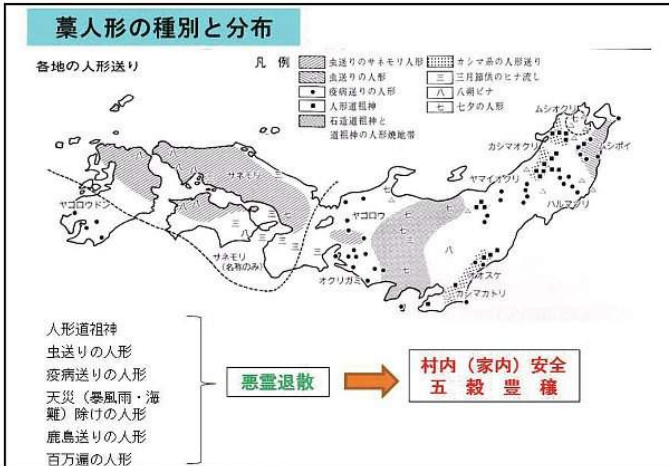 藁人形の種別と分布
各地の人形送り
凡例
虫送りのサネモリ人形
虫送りの人形
疫病送りの人形
人形道祖神
石造道祖神と
道祖神の人形焼地帯
カシマ系の人形送り
三 三月節供のヒナ流し
八 八朔ビナ
七 七夕の人形
ムシオクリ
カシマオクリ
ムシボイ
ヤマイオクリ
ハルマツリ
サネモリ
ヤゴロウドン
ヤゴロウ
サネモリ
(名称のみ)
オクリガミ
オオスケ
カシマカトリ
人形道祖神
虫送りの人形
疫病送りの人形
天災(暴風雨・海
難)除けの人形
鹿島送りの人形
百万遍の人形
悪霊退散
村内(家内)安全
五穀豊穣